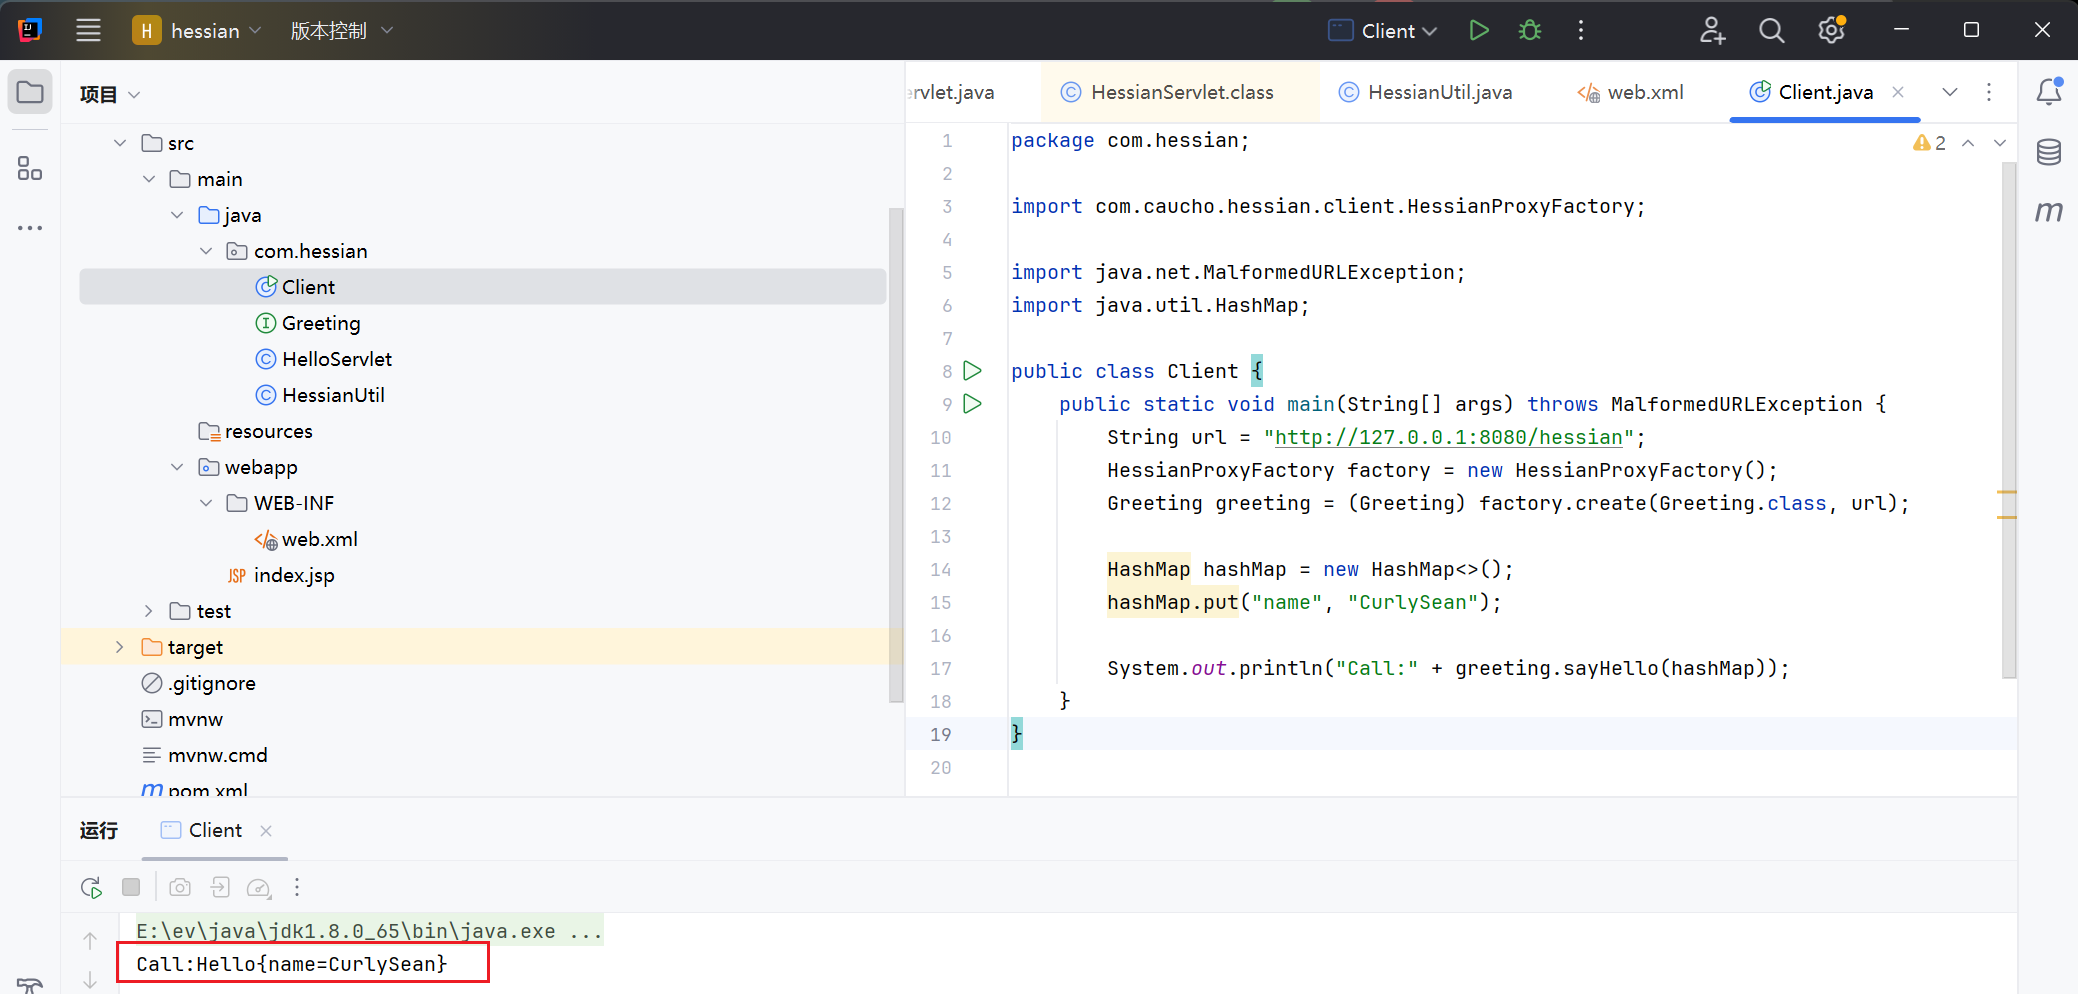 H hessian 版本控制 Client
项目
rvlet.java HessianServlet.class HessianUtil.java web.xml Client.java
src
main
java
com.hessian
Client
Greeting
HelloServlet
HessianUtil
resources
webapp
WEB-INF
web.xml
JSP index.jsp
test
target
.gitignore
mvnw
mvnw.cmd
m pom.xml
2
m
1 package com.hessian;
2
3 import com.caucho.hessian.client.HessianProxyFactory;
4
5 import java.net.MalformedURLException;
6 import java.util.HashMap;
7
8 public class Client {
9 public static void main(String[] args) throws MalformedURLException {
10 String url = "http://127.0.0.1:8080/hessian";
11 HessianProxyFactory factory = new HessianProxyFactory();
12 Greeting greeting = (Greeting) factory.create(Greeting.class, url);
13
14 HashMap hashMap = new HashMap<>();
15 hashMap.put("name", "CurlySean");
16
17 System.out.println("Call:" + greeting.sayHello(hashMap));
18 }
19 }
20
运行 Client
E:\ev\java\jdk1.8.0_65\bin\java.exe ...
Call:Hello{name=CurlySean}